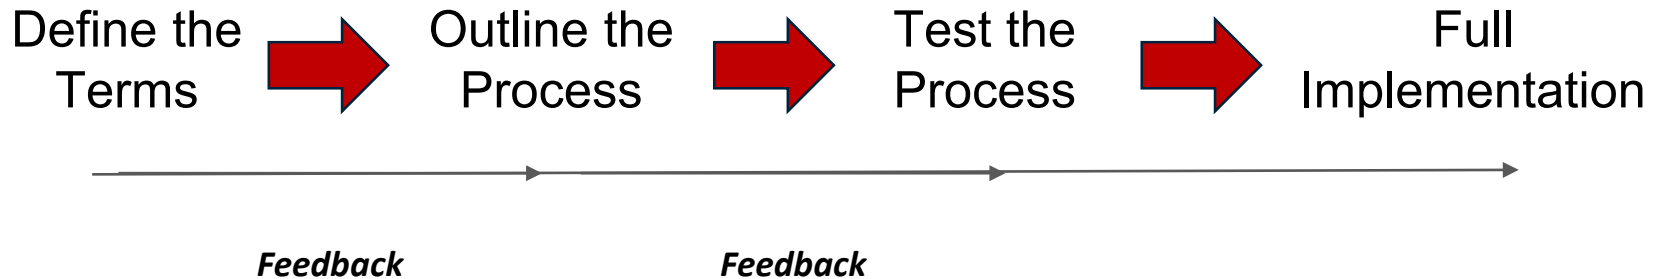 Define the
Terms
Outline the
Process
Test the
Process
Full
Implementation
Feedback
Feedback